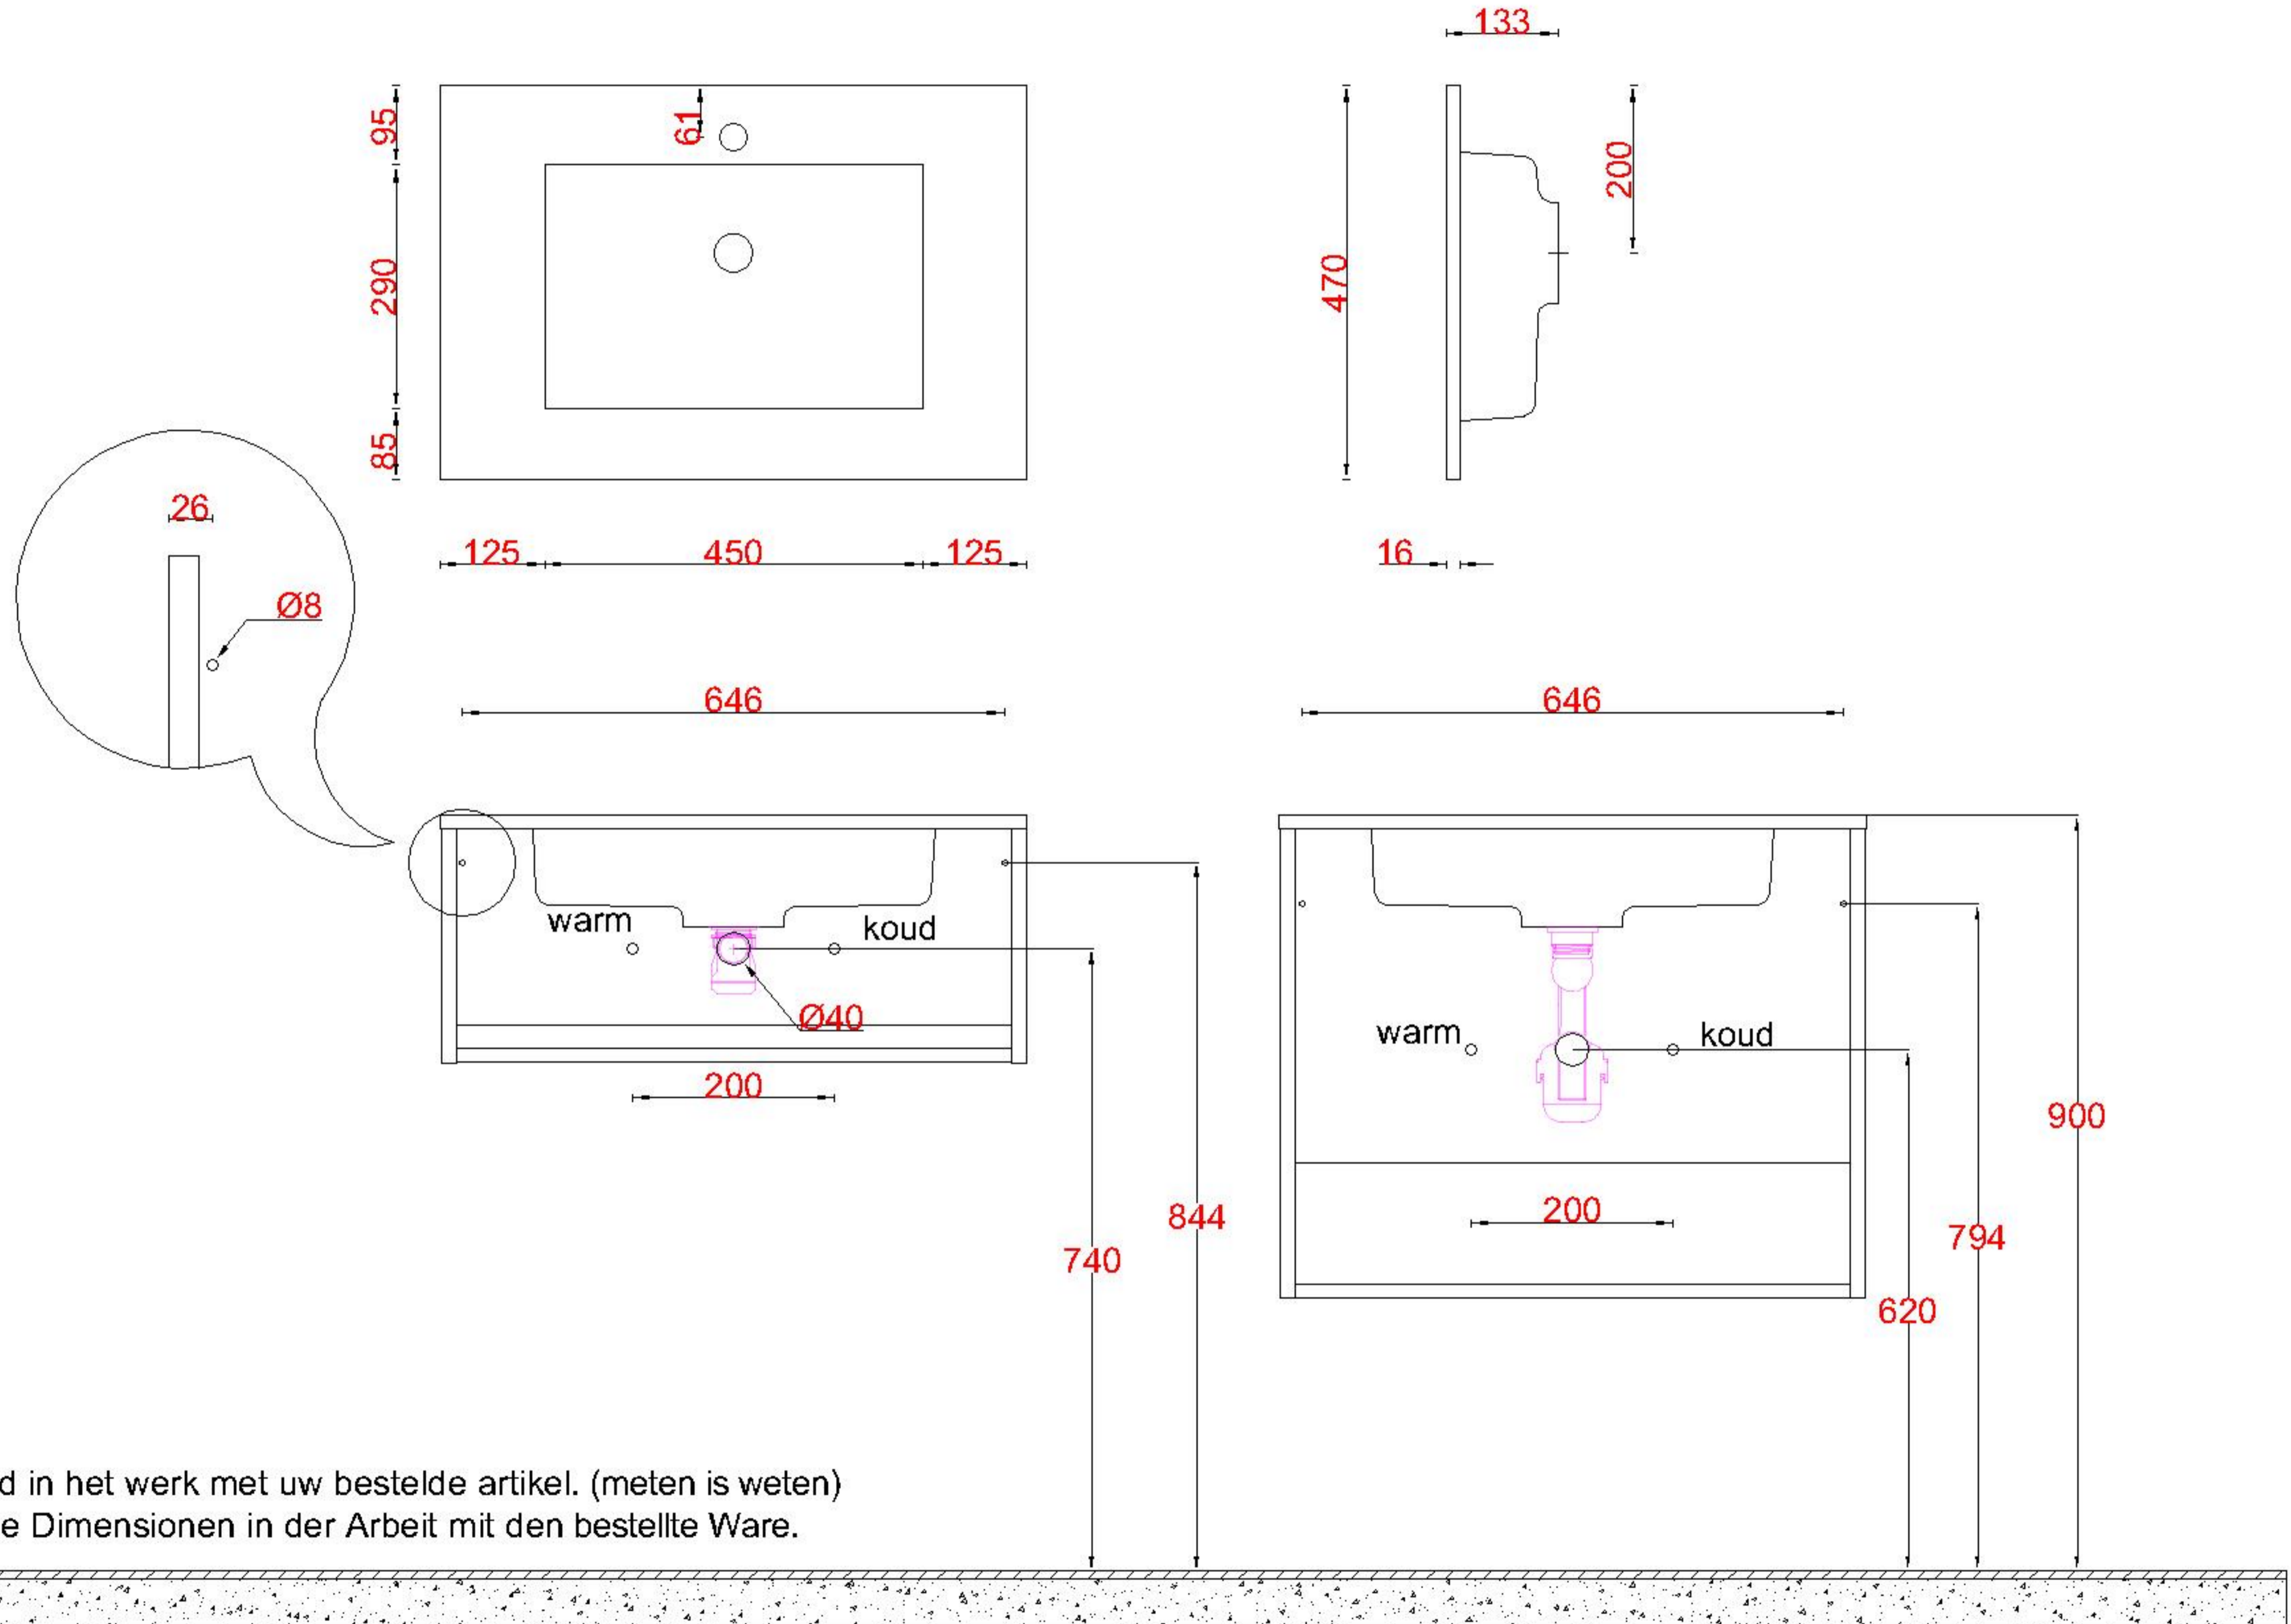 133
95
61
200
290
470
85
26
125
450
125
16
Ø8
646
646
warm
koud
Ø40
warm
koud
200
900
200
844
794
740
620
d in het werk met uw bestelde artikel. (meten is weten)
e Dimensionen in der Arbeit mit den bestellte Ware.